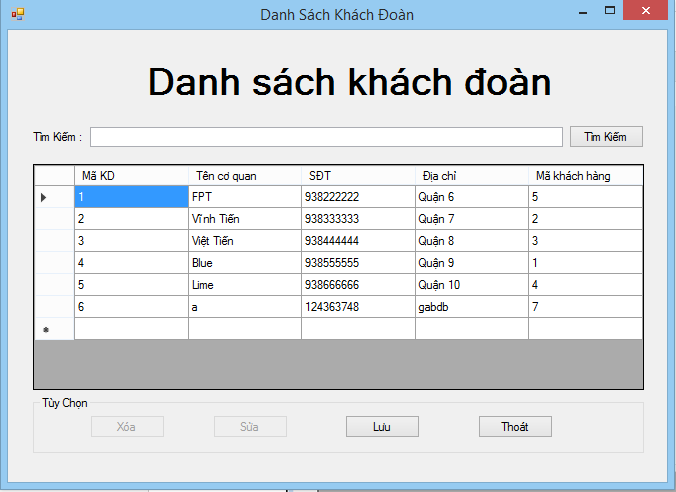 Danh Sách Khách Đoàn
Danh sách khách đoàn
Tìm Kiếm : Tìm Kiếm
Mã KD Tên cơ quan SĐT Địa chỉ Mã khách hàng
1 FPT 938222222 Quận 6 5
2 Vĩnh Tiến 938333333 Quận 7 2
3 Việt Tiến 938444444 Quận 8 3
4 Blue 938555555 Quận 9 1
5 Lime 938666666 Quận 10 4
6 a 124363748 gabdb 7
Tùy Chọn
Xóa Sửa Lưu Thoát